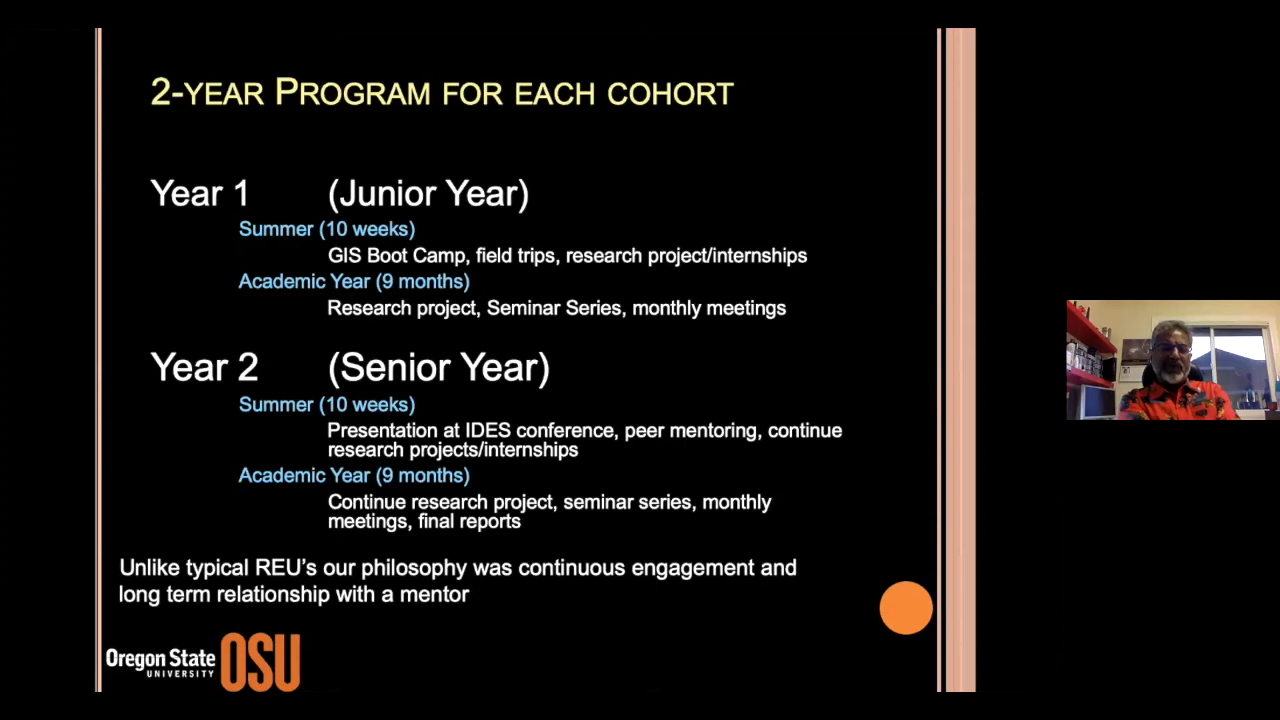 2-YEAR PROGRAM FOR EACH COHORT
Year 1 (Junior Year)
Summer (10 weeks)
GIS Boot Camp, field trips, research project/internships
Academic Year (9 months)
Research project, Seminar Series, monthly meetings
Year 2 (Senior Year)
Summer (10 weeks)
Presentation at IDES conference, peer mentoring, continue
research projects/internships
Academic Year (9 months)
Continue research project, seminar series, monthly
meetings, final reports
Unlike typical REU's our philosophy was continuous engagement and
long term relationship with a mentor
Oregon State
UNIVERSITY
OSU